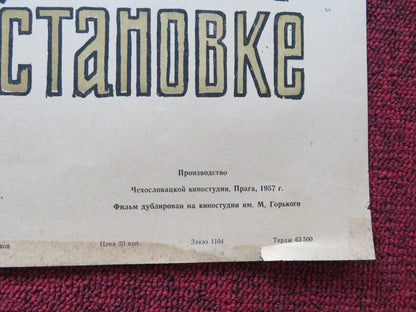 становке
Производство
Чехословацкой киностудии. Прага, 1957 г.
Фильм дублирован на киностудии им. М. Горького
ков Цена 20 коп. Заказ 1104 Тираж 63 500